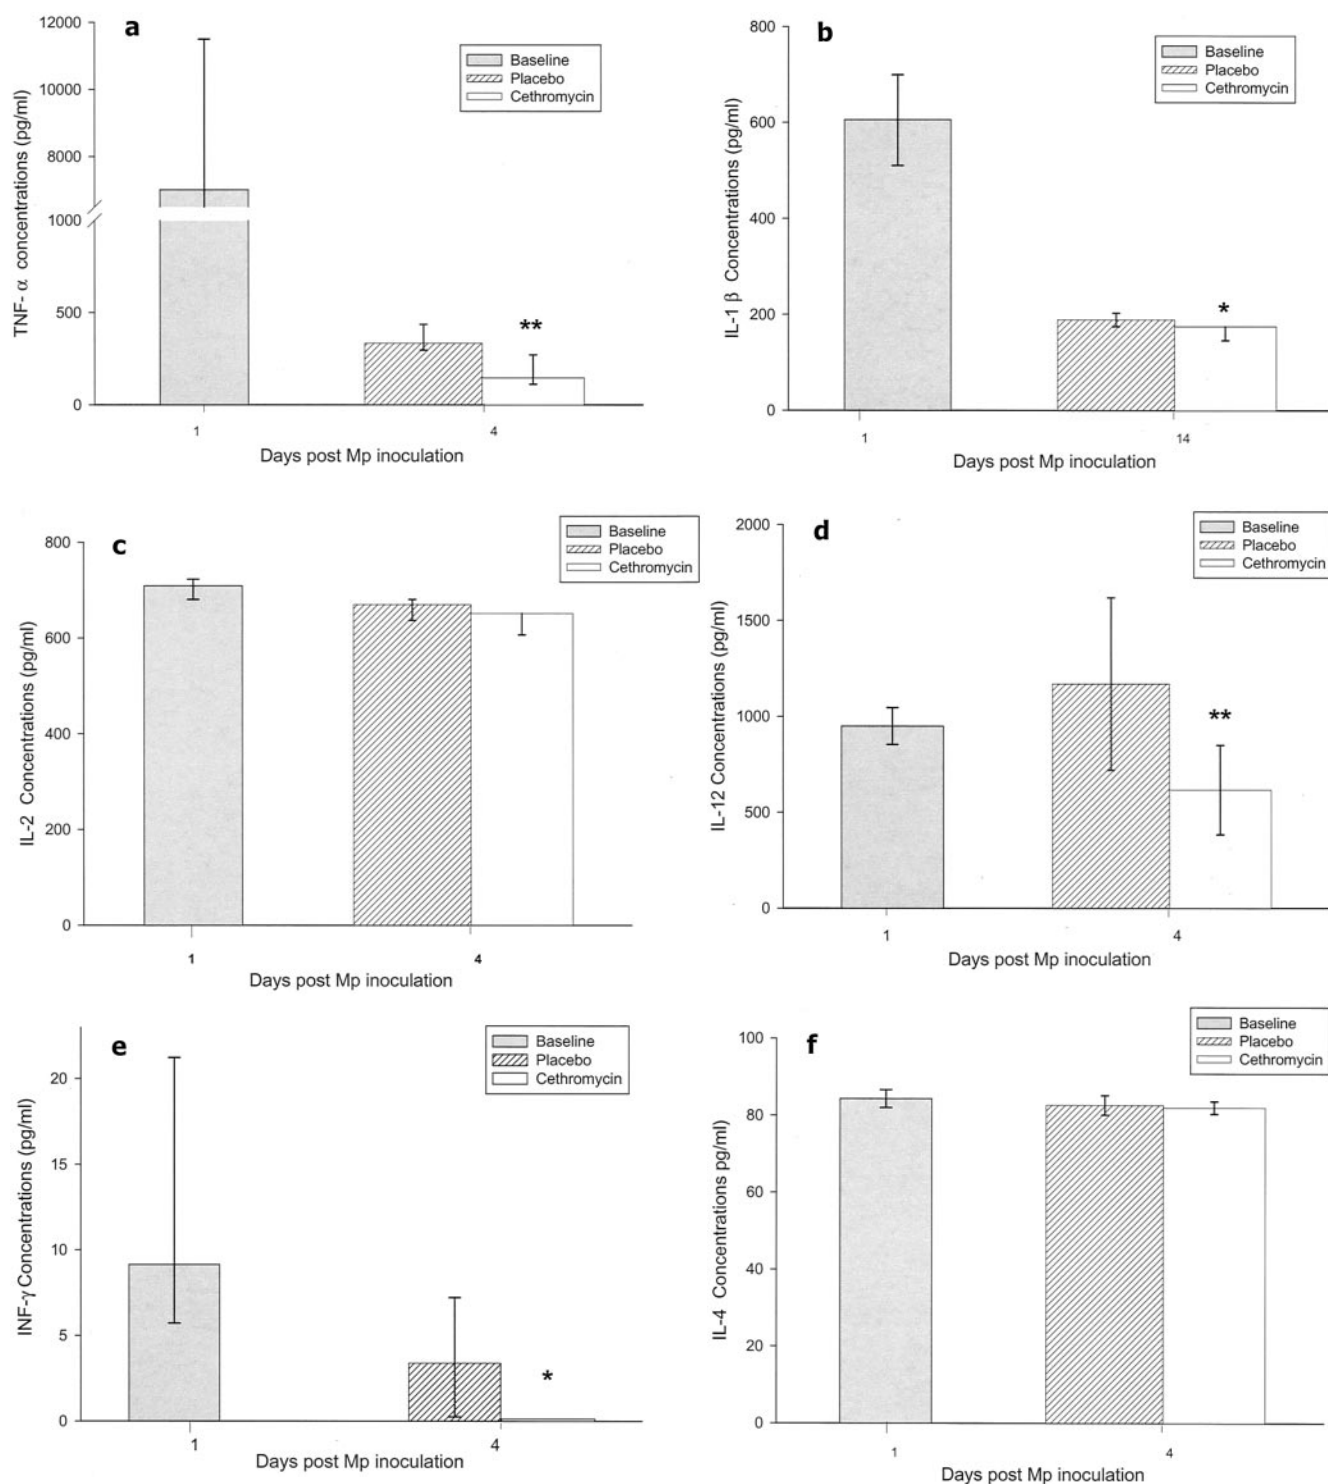 a
12000
10000
8000
1000
500
0
TNF- α concentrations (pg/ml)
Baseline
Placebo
Cethromycin
**
1
4
Days post Mp inoculation
b
800
600
400
200
0
IL-1 β Concentrations (pg/ml)
Baseline
Placebo
Cethromycin
*
1
14
Days post Mp inoculation
c
800
600
400
200
0
IL-2 Concentrations (pg/ml)
Baseline
Placebo
Cethromycin
1
4
Days post Mp inoculation
d
2000
1500
1000
500
0
IL-12 Concentrations (pg/ml)
Baseline
Placebo
Cethromycin
**
1
4
Days post Mp inoculation
e
20
15
10
5
0
INF-γ Concentrations (pg/ml)
Baseline
Placebo
Cethromycin
*
1
4
Days post Mp inoculation
f
100
80
60
40
20
0
IL-4 Concentrations pg/ml)
Baseline
Placebo
Cethromycin
1
4
Days post Mp inoculation